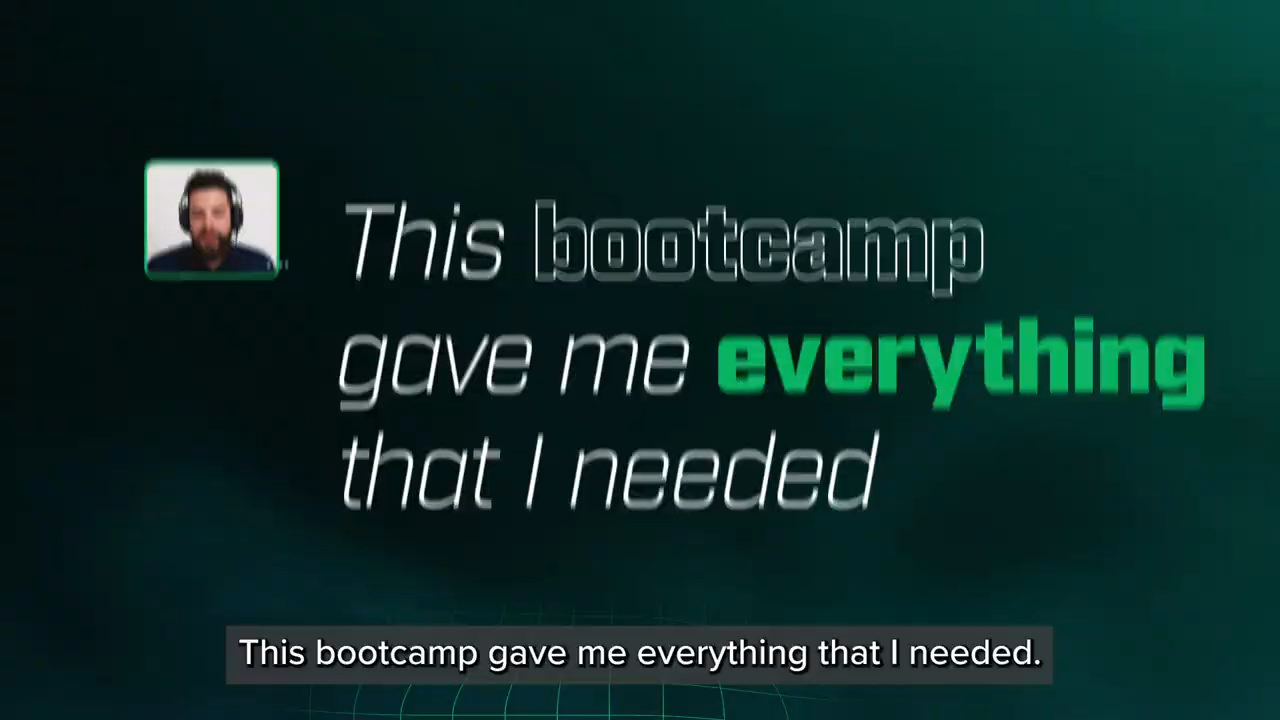 This bootcamp
gave me everything
that I needed
This bootcamp gave me everything that I needed.